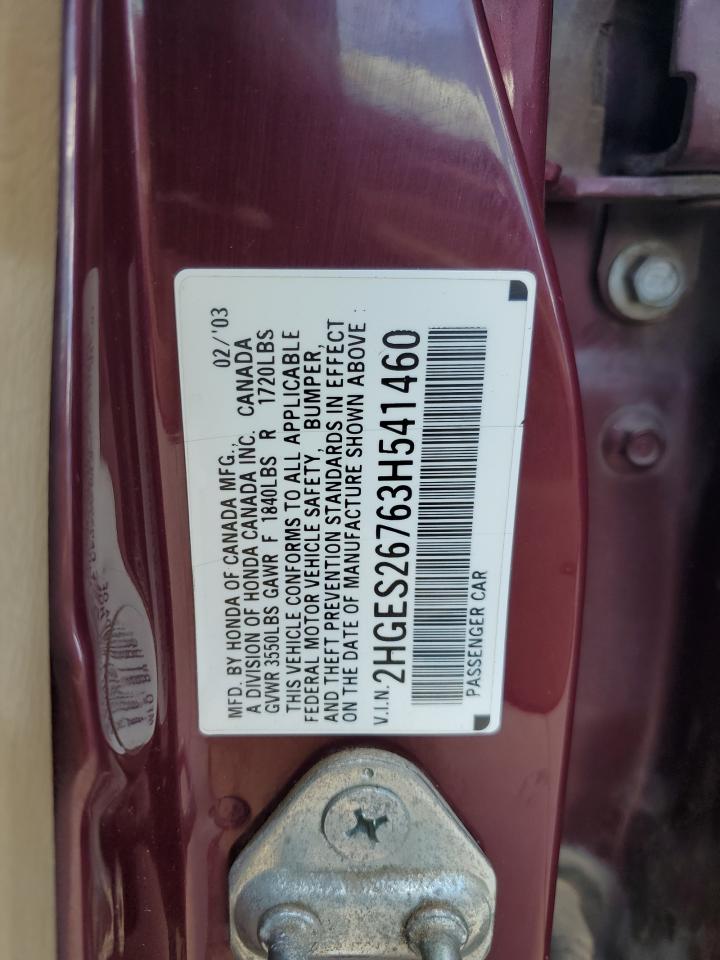 MFD. BY HONDA OF CANADA MFG., 02/'03
A DIVISION OF HONDA CANADA INC. CANADA
GVWR 3550LBS GAWR F 1840LBS R 1720LBS
THIS VEHICLE CONFORMS TO ALL APPLICABLE
FEDERAL MOTOR VEHICLE SAFETY, BUMPER,
AND THEFT PREVENTION STANDARDS IN EFFECT
ON THE DATE OF MANUFACTURE SHOWN ABOVE :
V.I.N. 2HGES26763H541460
PASSENGER CAR